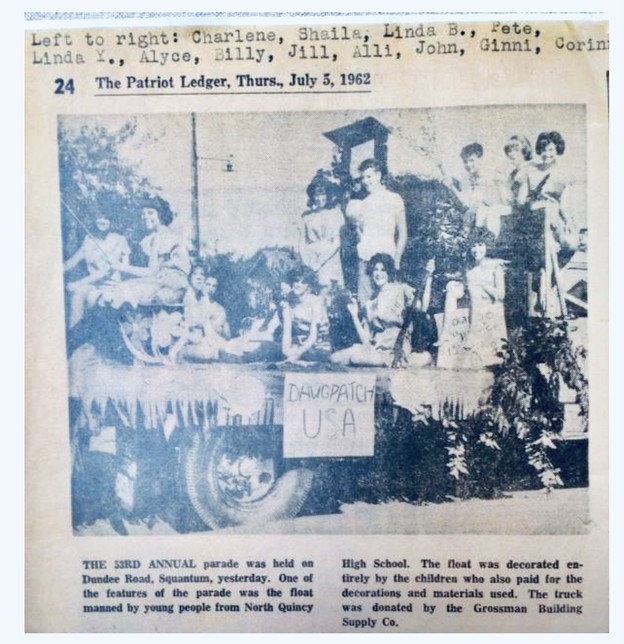 Left to right: Charlene, Shaila, Linda B., Pete,
Linda Y., Alyce, Billy, Jill, Alli, John, Ginni, Corinn
24 The Patriot Ledger, Thurs., July 5, 1962
DAWGPATCH
USA
THE 53RD ANNUAL parade was held on
Dundee Road, Squantum, yesterday. One of
the features of the parade was the float
manned by young people from North Quincy
High School. The float was decorated en-
tirely by the children who also paid for the
decorations and materials used. The truck
was donated by the Grossman Building
Supply Co.